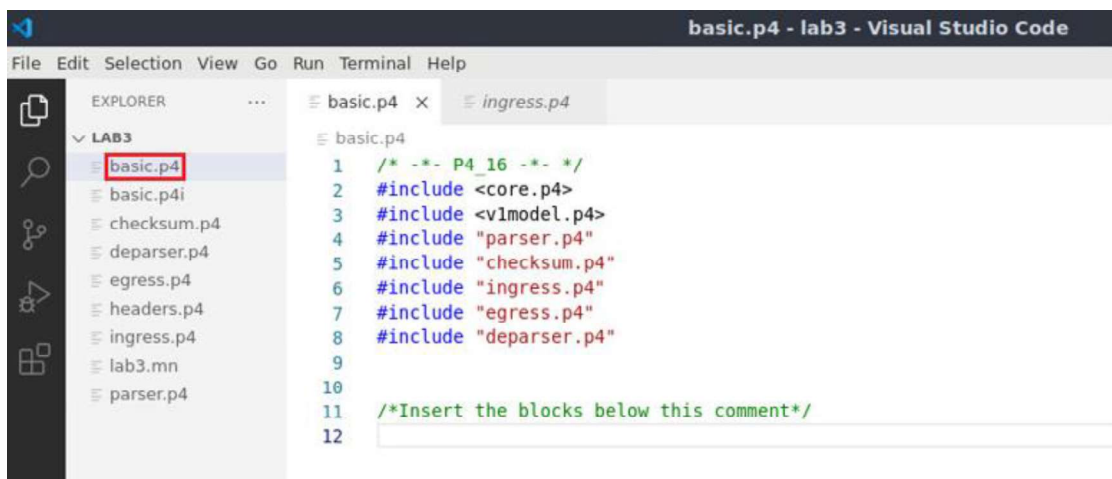 basic.p4 - lab3 - Visual Studio Code
File Edit Selection View Go Run Terminal Help
EXPLORER ...
basic.p4
ingress.p4
LAB3
basic.p4
basic.p4i
checksum.p4
deparser.p4
egress.p4
headers.p4
ingress.p4
lab3.mn
parser.p4
basic.p4
1 /* -*- P4_16 -*- */
2 #include <core.p4>
3 #include <v1model.p4>
4 #include "parser.p4"
5 #include "checksum.p4"
6 #include "ingress.p4"
7 #include "egress.p4"
8 #include "deparser.p4"
9
10
11 /*Insert the blocks below this comment*/
12